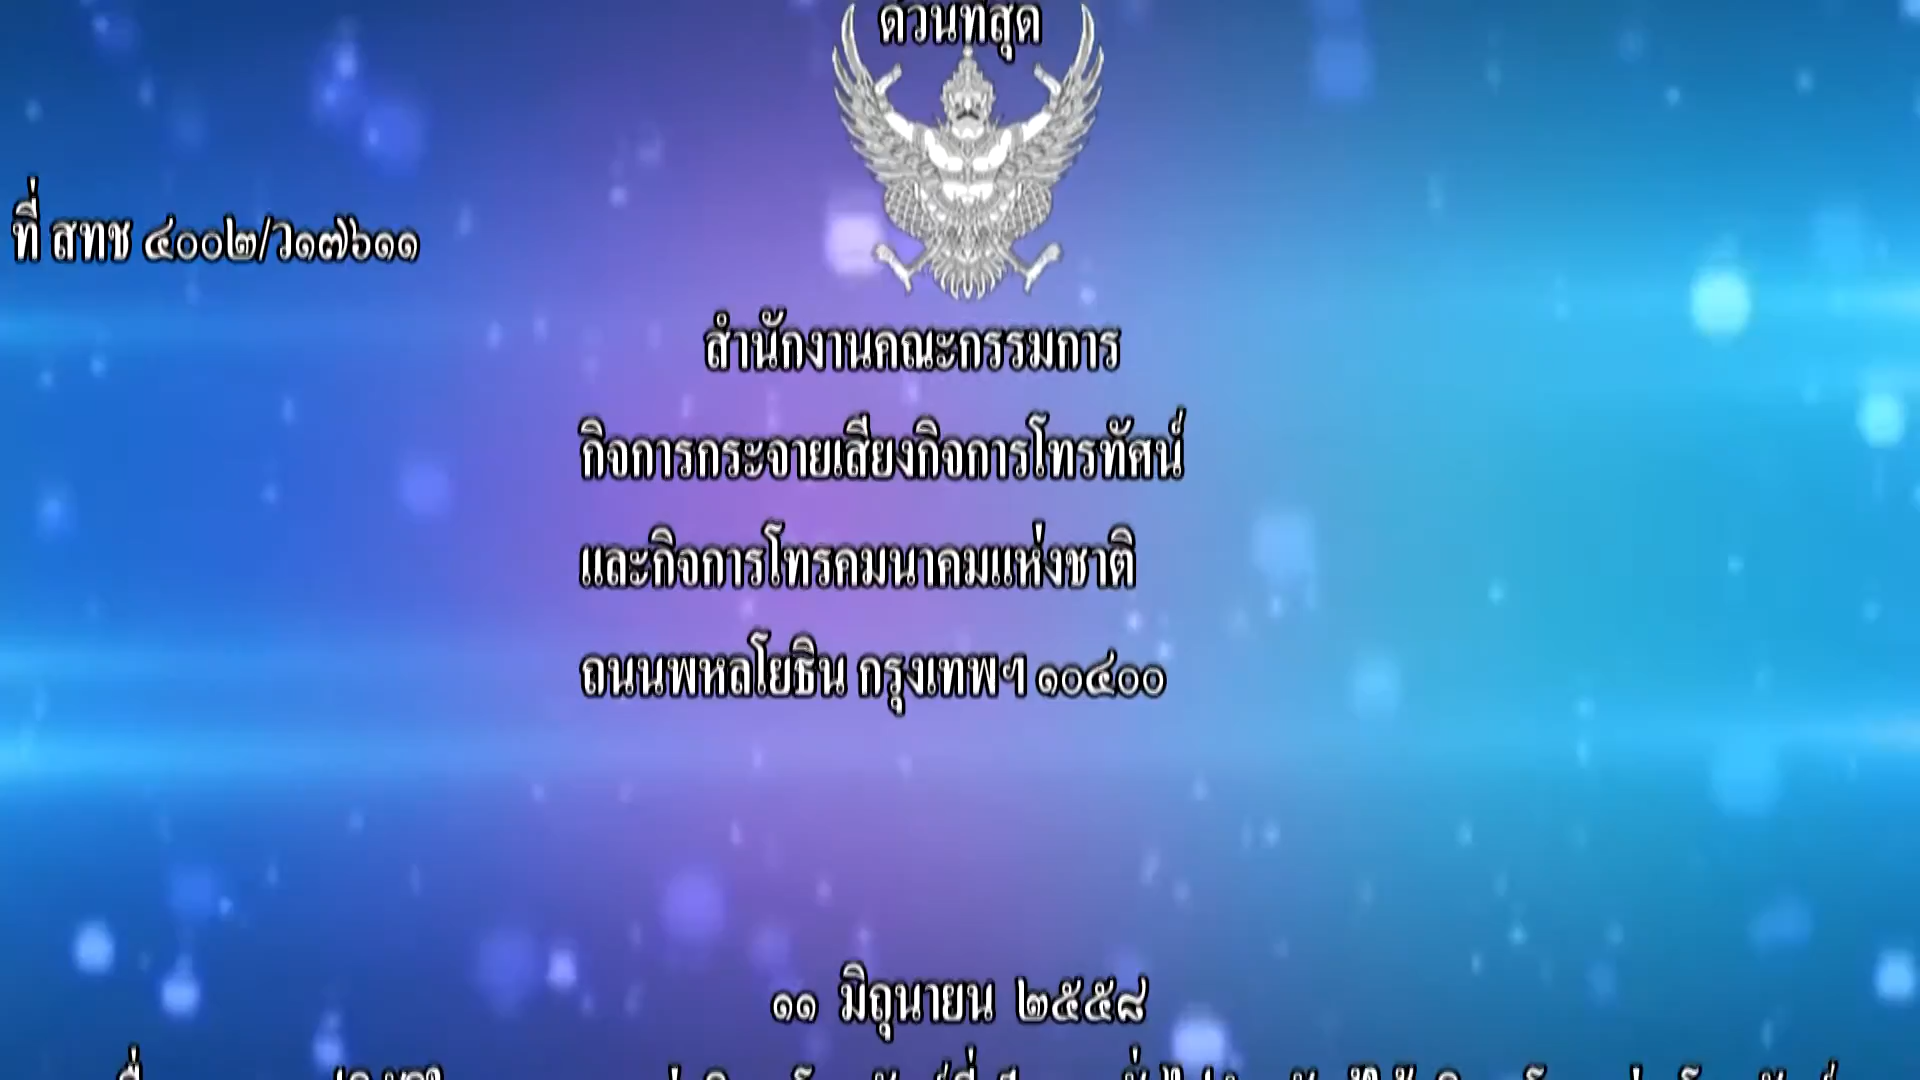 ด่วนที่สุด
ที่ สทช ๔๐๐๒/ว๑๗๖๑๑
สำนักงานคณะกรรมการ
กิจการกระจายเสียงกิจการโทรทัศน์
และกิจการโทรคมนาคมแห่งชาติ
ถนนพหลโยธิน กรุงเทพฯ ๑๐๔๐๐
๑๑ มิถุนายน ๒๕๕๘